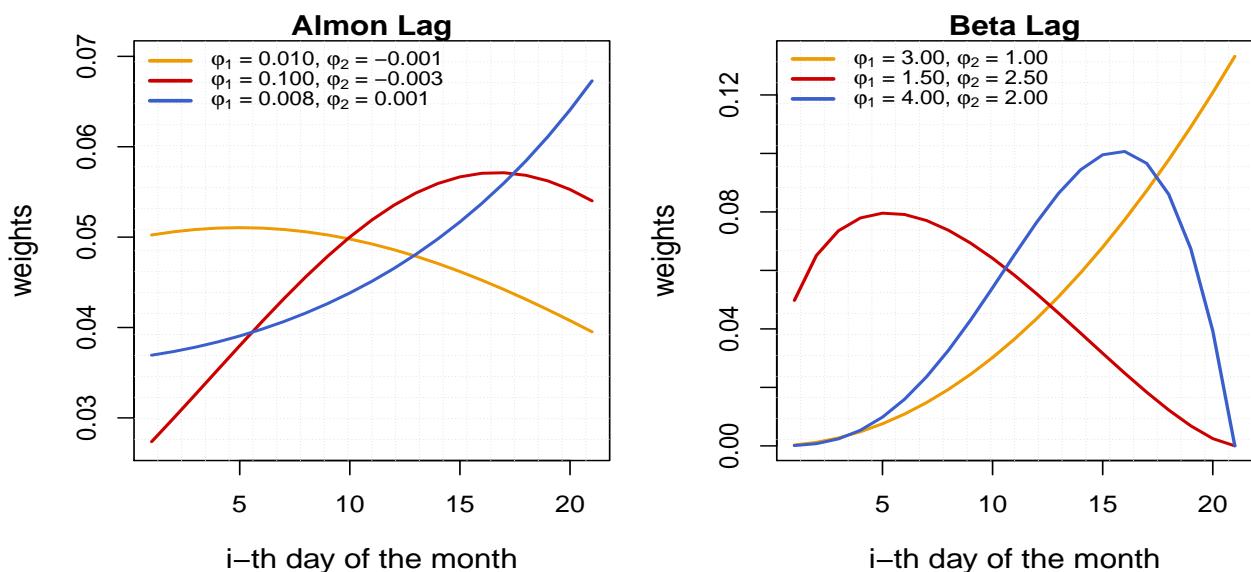 Almon Lag
φ1 = 0.010, φ2 = −0.001
φ1 = 0.100, φ2 = −0.003
φ1 = 0.008, φ2 = 0.001
0.07
0.06
0.05
0.04
0.03
weights
5 10 15 20
i−th day of the month
Beta Lag
φ1 = 3.00, φ2 = 1.00
φ1 = 1.50, φ2 = 2.50
φ1 = 4.00, φ2 = 2.00
0.12
0.08
0.04
0.00
weights
5 10 15 20
i−th day of the month